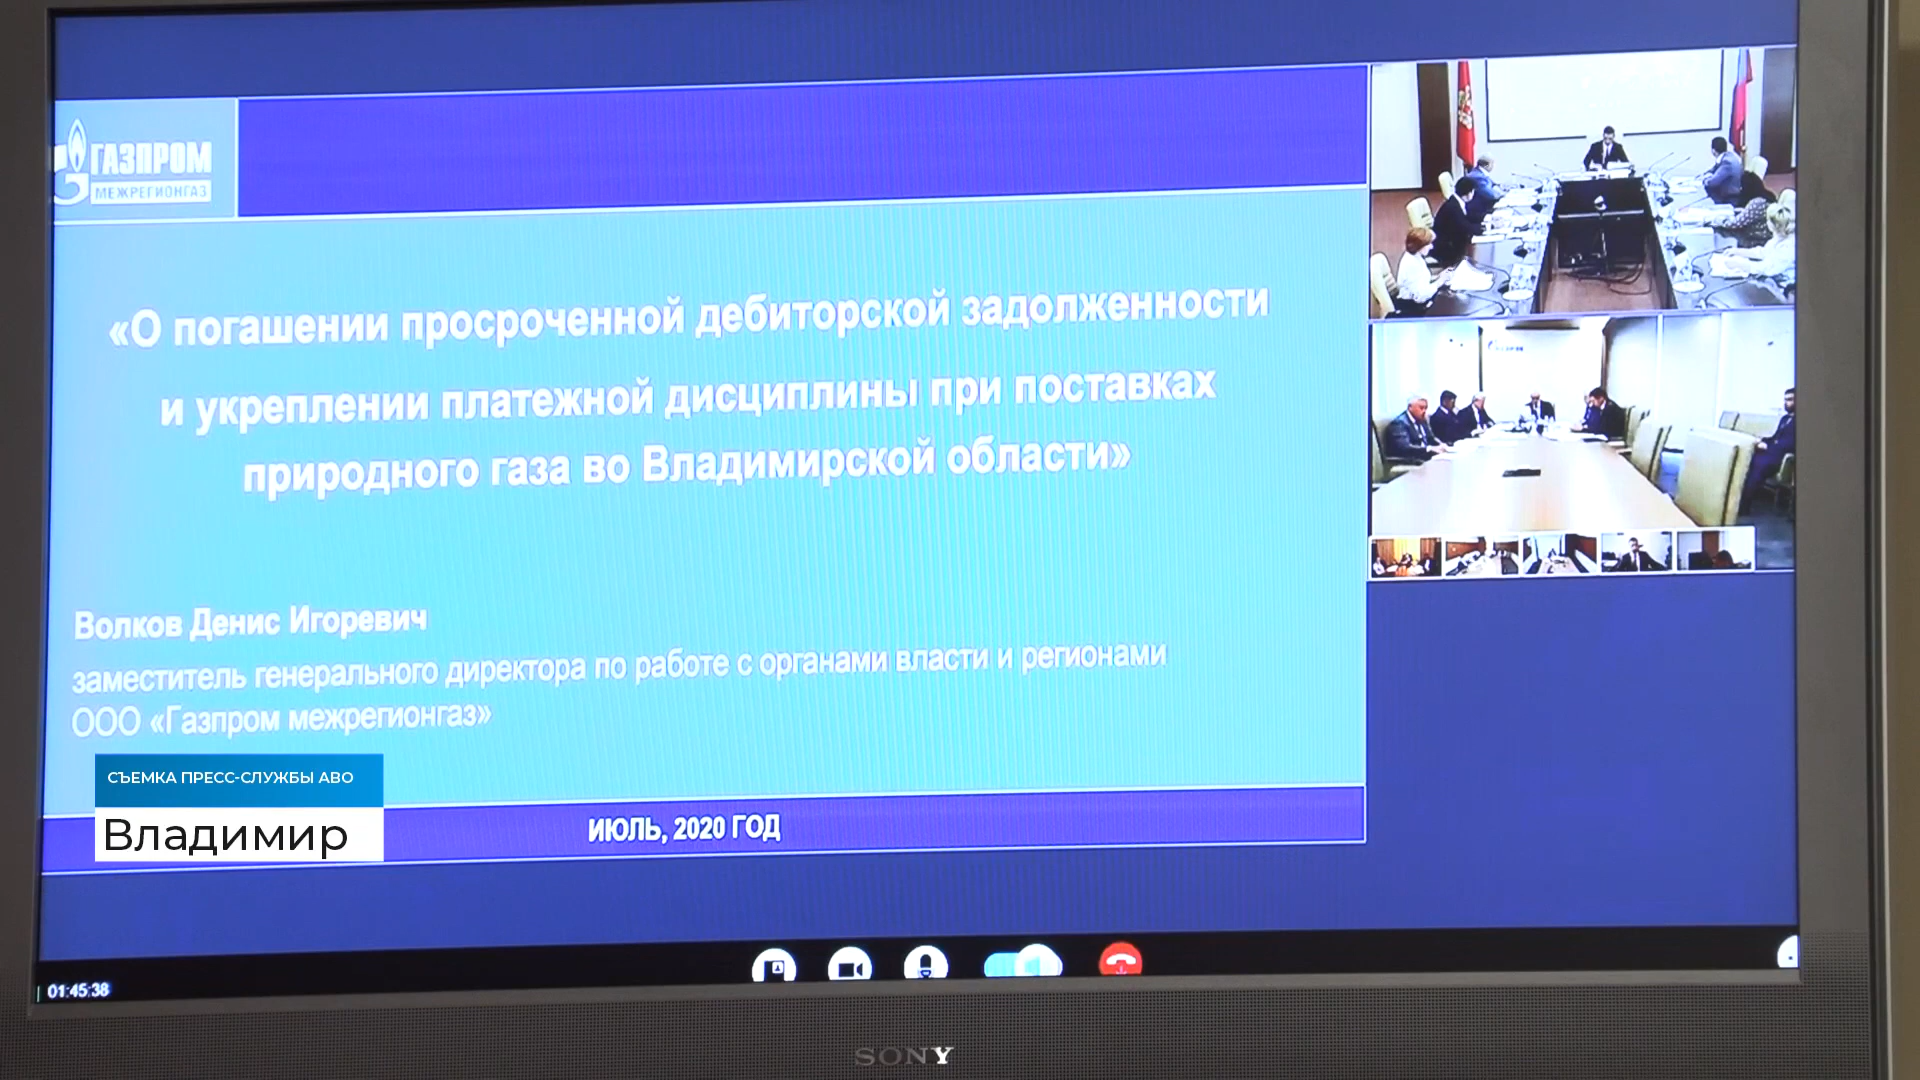 ГАЗПРОМ
МЕЖРЕГИОНГАЗ
«О погашении просроченной дебиторской задолженности
и укреплении платежной дисциплины при поставках
природного газа во Владимирской области»
Волков Денис Игоревич
заместитель генерального директора по работе с органами власти и регионами
ООО «Газпром межрегионгаз»
СЪЕМКА ПРЕСС-СЛУЖБЫ АВО
Владимир
ИЮЛЬ, 2020 ГОД
01:45:38
SONY